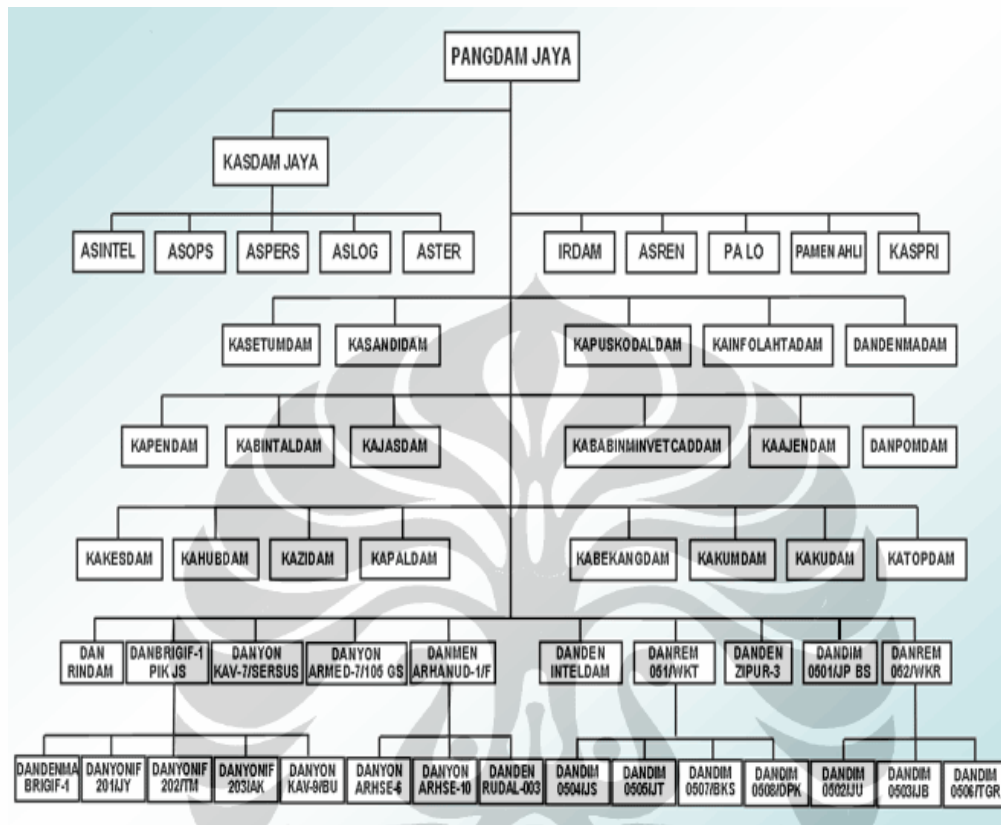 PANGDAM JAYA
KASDAM JAYA
ASINTEL
ASOPS
ASPERS
ASLOG
ASTER
IRDAM
ASREN
PA LO
PAMEN AHLI
KASPRI
KASETUMDAM
KASANDIDAM
KAPUSKODALDAM
KAINFOLAHTADAM
DANDENMADAM
KAPENDAM
KABINTALDAM
KAJASDAM
KABABINMINVETCADDAM
KAAJENDAM
DANPOMDAM
KAKESDAM
KAHUBDAM
KAZIDAM
KAPALDAM
KABEKANGDAM
KAKUMDAM
KAKUDAM
KATOPDAM
DAN
RINDAM
DANBRIGIF-1
PIK JS
DANYON
KAV-7/SERSUS
DANYON
ARMED-7/105 GS
DANMEN
ARHANUD-1/F
DANDEN
INTELDAM
DANREM
051/WKT
DANDEN
ZIPUR-3
DANDIM
0501/JP BS
DANREM
052/WKR
DANDENMA
BRIGIF-1
DANYONIF
201/JY
DANYONIF
202/TM
DANYONIF
203/AK
DANYON
KAV-9/BU
DANYON
ARHSE-6
DANYON
ARHSE-10
DANDEN
RUDAL-003
DANDIM
0504/JS
DANDIM
0505/JT
DANDIM
0507/BKS
DANDIM
0508/DPK
DANDIM
0502/JU
DANDIM
0503/JB
DANDIM
0506/TGR